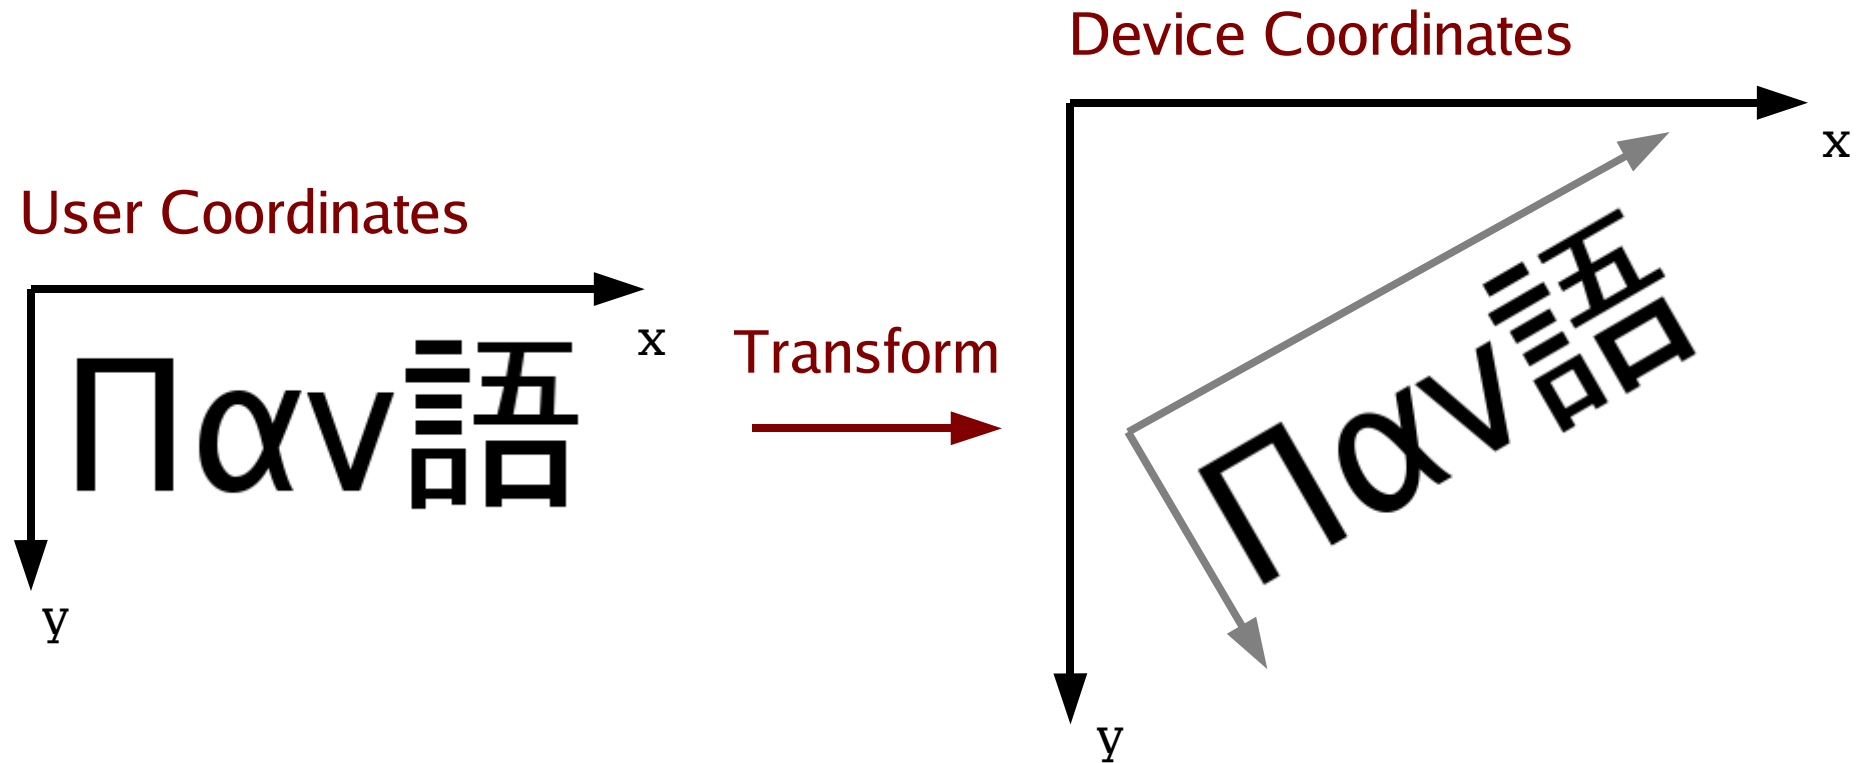 User Coordinates
x
y
Παν語
Transform
Device Coordinates
x
y
Παν語